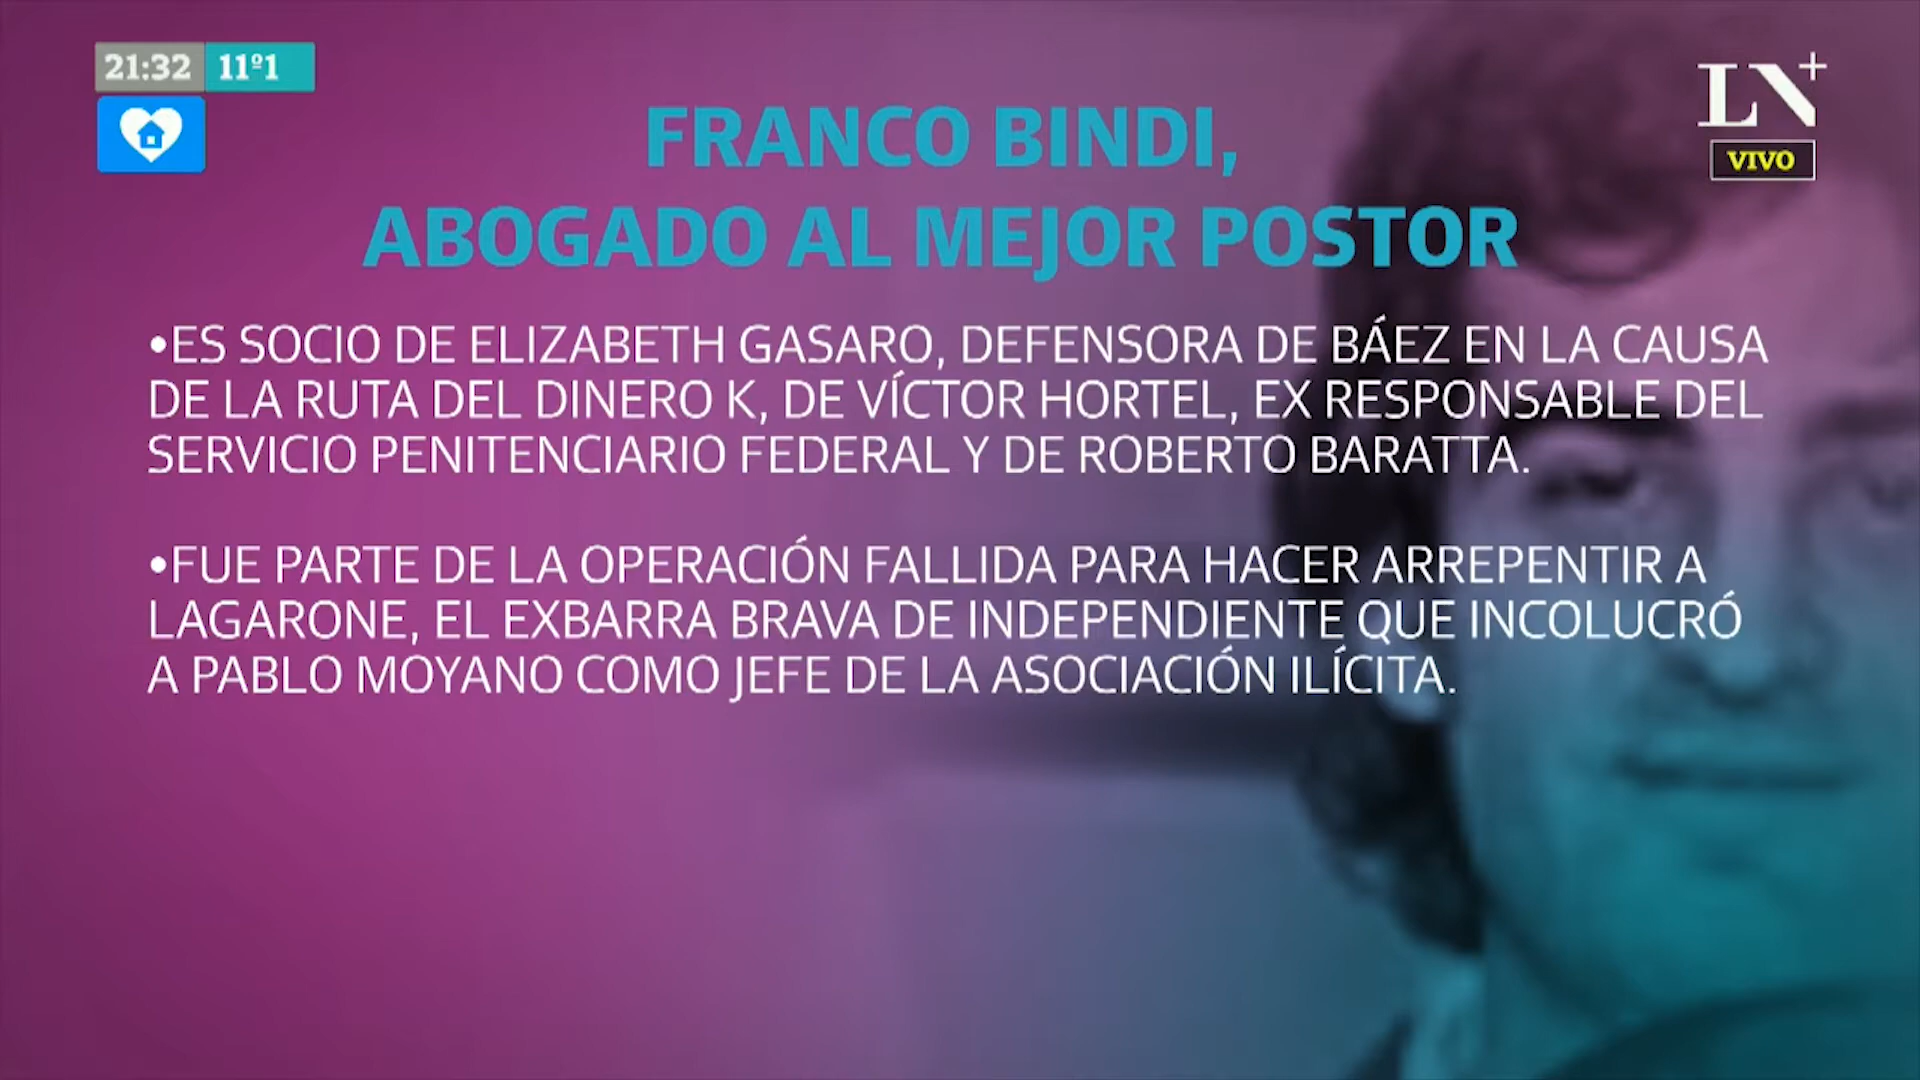 21:32 11º1
LN+
VIVO
FRANCO BINDI,
ABOGADO AL MEJOR POSTOR
•ES SOCIO DE ELIZABETH GASARO, DEFENSORA DE BÁEZ EN LA CAUSA
DE LA RUTA DEL DINERO K, DE VÍCTOR HORTEL, EX RESPONSABLE DEL
SERVICIO PENITENCIARIO FEDERAL Y DE ROBERTO BARATTA.
•FUE PARTE DE LA OPERACIÓN FALLIDA PARA HACER ARREPENTIR A
LAGARONE, EL EXBARRA BRAVA DE INDEPENDIENTE QUE INCOLUCRÓ
A PABLO MOYANO COMO JEFE DE LA ASOCIACIÓN ILÍCITA.